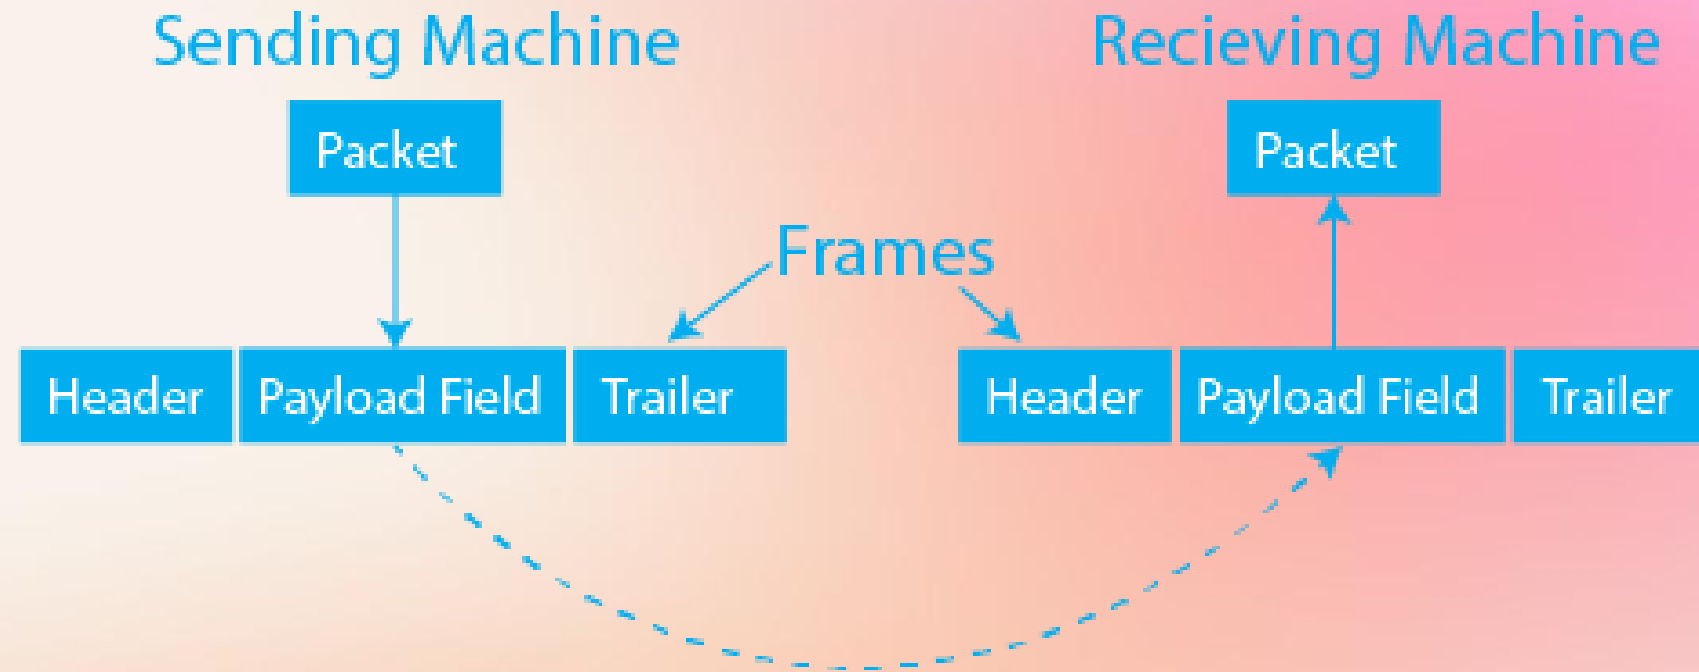 Sending Machine
Recieving Machine
Packet
Packet
Frames
Header
Payload Field
Trailer
Header
Payload Field
Trailer